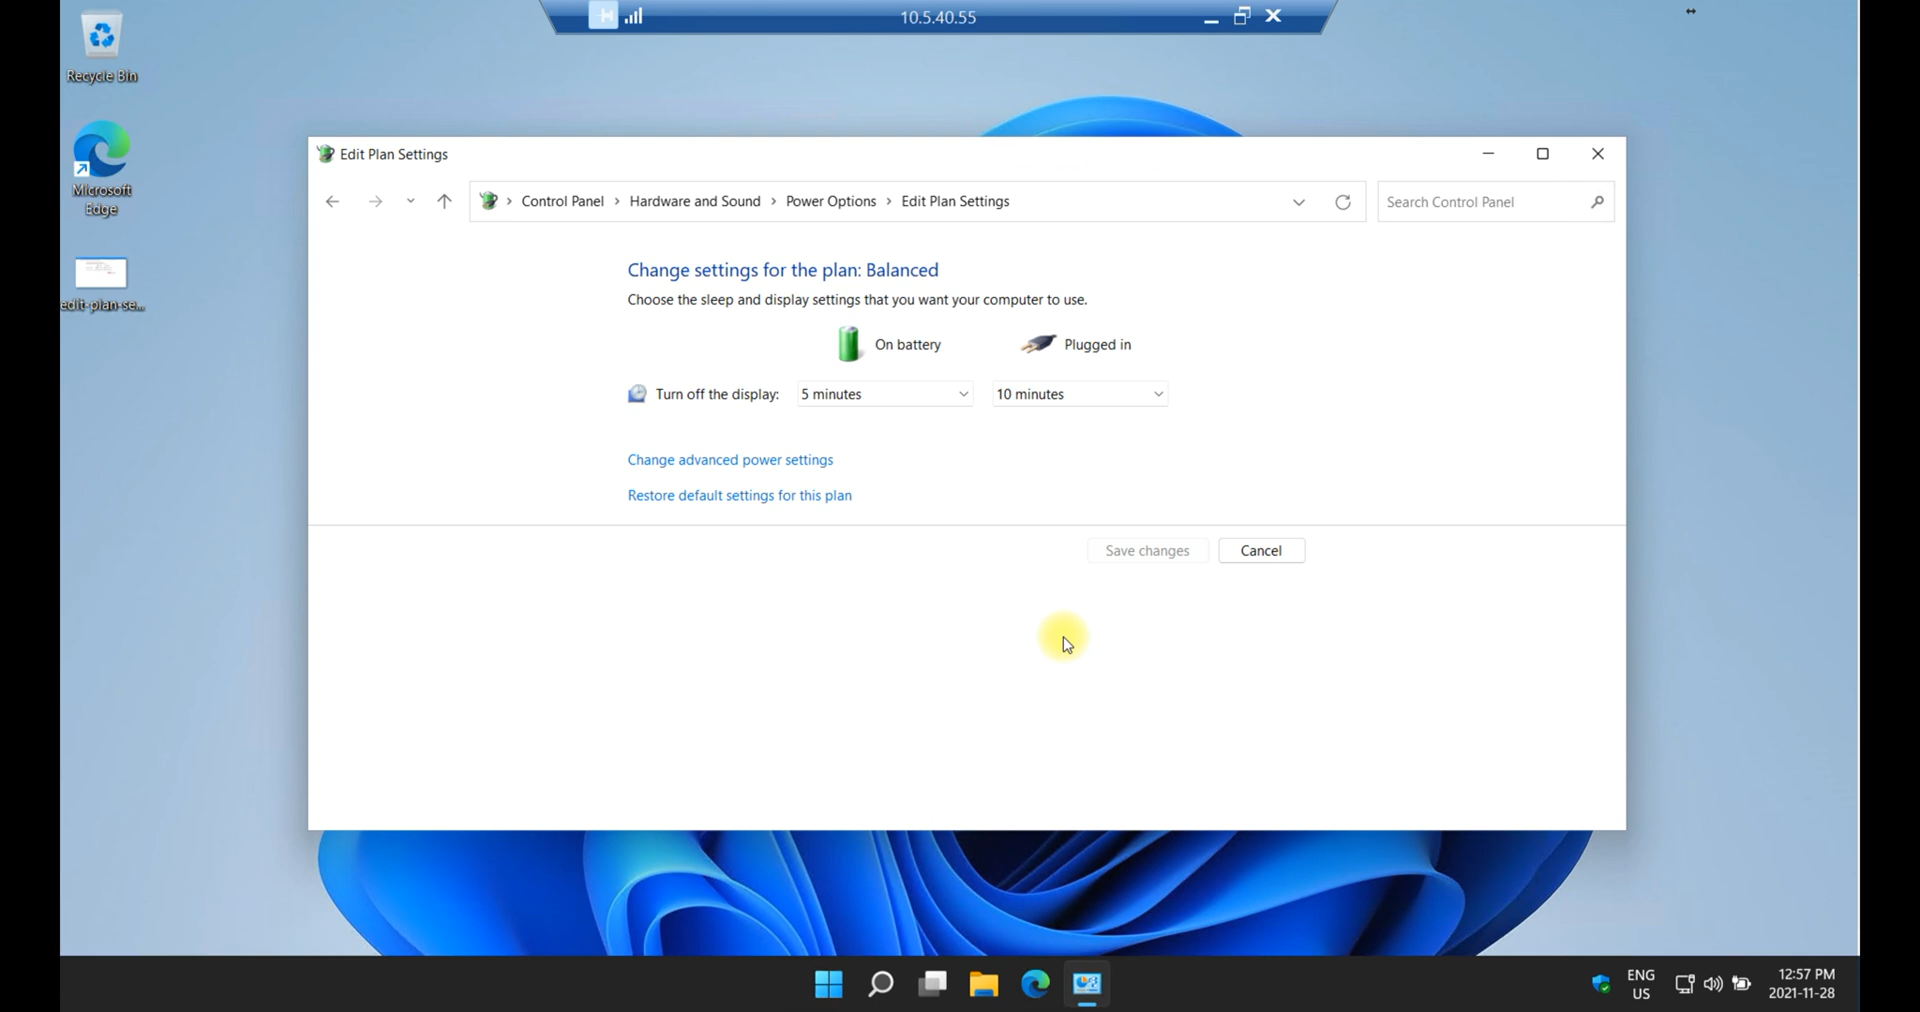 10.5.40.55
Recycle Bin
Microsoft
Edge
edit-plan-se...
Edit Plan Settings
Control Panel > Hardware and Sound > Power Options > Edit Plan Settings
Search Control Panel
Change settings for the plan: Balanced
Choose the sleep and display settings that you want your computer to use.
On battery Plugged in
Turn off the display: 5 minutes 10 minutes
Change advanced power settings
Restore default settings for this plan
Save changes Cancel
ENG
US
12:57 PM
2021-11-28